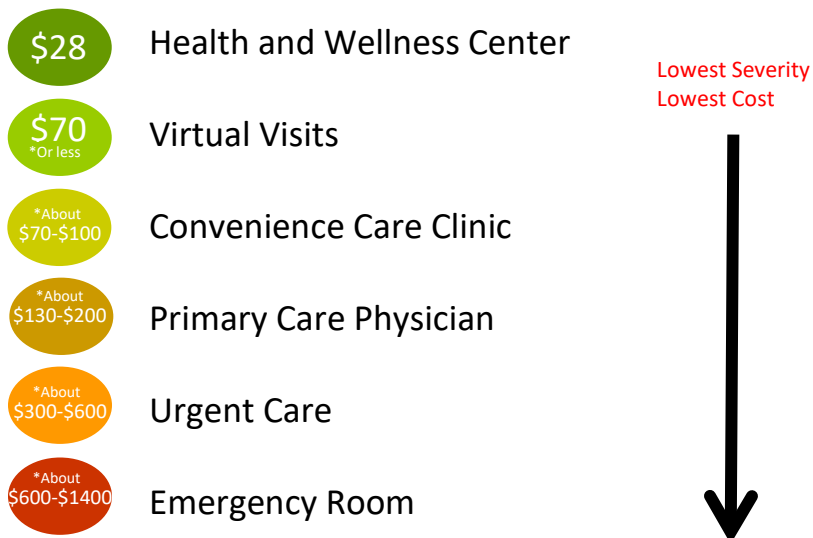 $28
Health and Wellness Center
Lowest Severity
Lowest Cost
$70
*Or less
Virtual Visits
*About
$70-$100
Convenience Care Clinic
*About
$130-$200
Primary Care Physician
*About
$300-$600
Urgent Care
*About
$600-$1400
Emergency Room